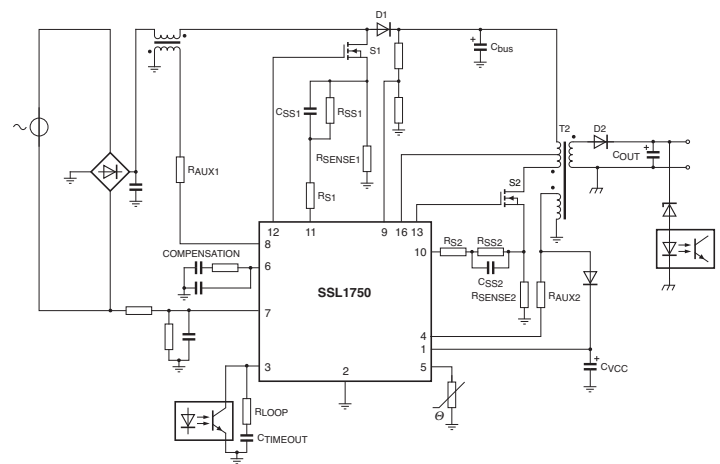 D1
S1
Cbus
CSS1
RSS1
T2
D2
COUT
RSENSE1
S2
RAUX1
RS1
12
11
9
16
13
8
10
RS2
RSS2
COMPENSATION
6
CSS2
SSL1750
RSENSE2
RAUX2
7
4
1
3
2
5
CVCC
RLOOP
CTIMEOUT
Θ